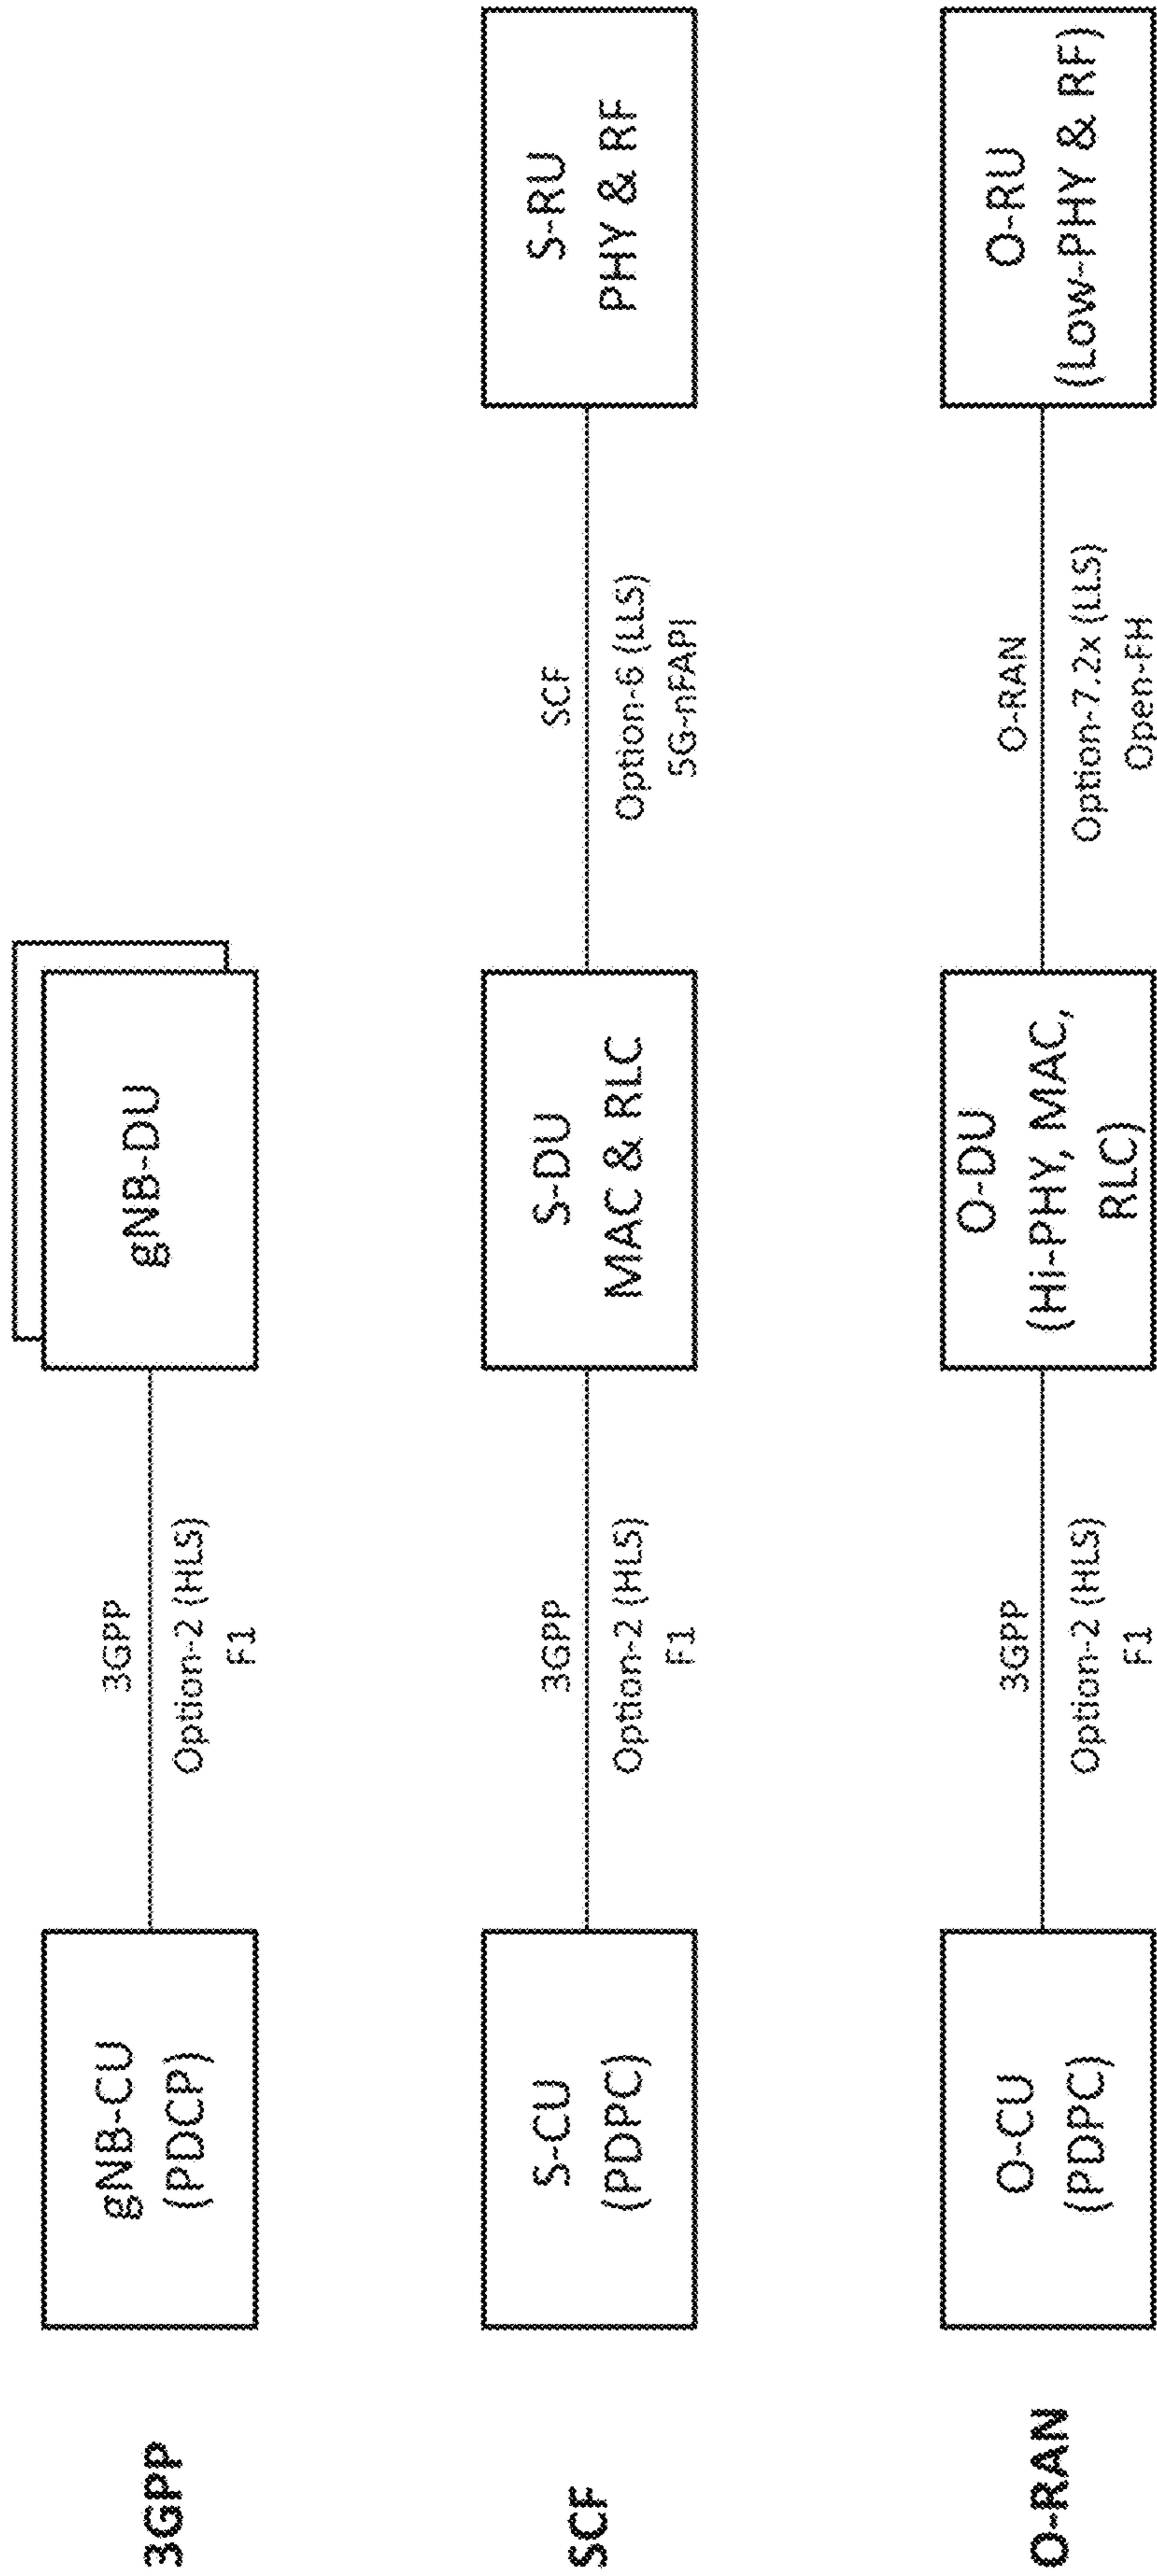 3GPP
gNB-CU
(PDCP)
3GPP
Option-2 (HLS)
F1
gNB-DU
SCF
S-CU
(PDPC)
3GPP
Option-2 (HLS)
F1
S-DU
MAC & RLC
SCF
Option-6 (LLS)
5G-nFAPI
S-RU
PHY & RF
O-RAN
O-CU
(PDPC)
3GPP
Option-2 (HLS)
F1
O-DU
(Hi-PHY, MAC,
RLC)
O-RAN
Option-7.2x (LLS)
Open-FH
O-RU
(Low-PHY & RF)